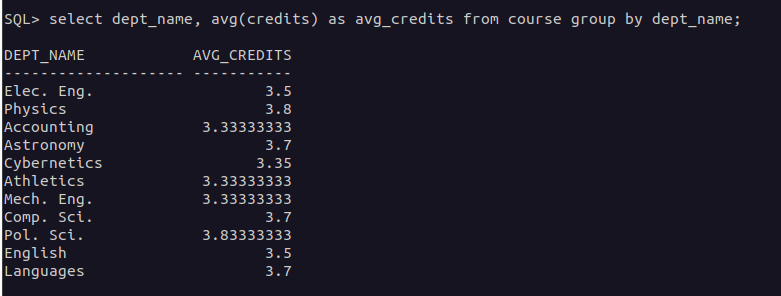 SQL> select dept_name, avg(credits) as avg_credits from course group by dept_name;
DEPT_NAME            AVG_CREDITS
-------------------- -----------
Elec. Eng.                   3.5
Physics                      3.8
Accounting            3.33333333
Astronomy                    3.7
Cybernetics                 3.35
Athletics             3.33333333
Mech. Eng.            3.33333333
Comp. Sci.                   3.7
Pol. Sci.             3.83333333
English                      3.5
Languages                    3.7